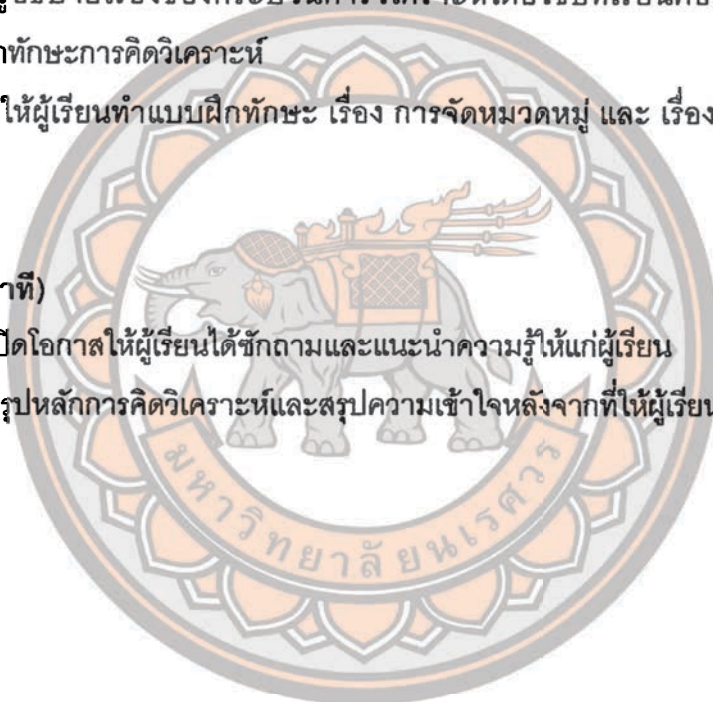 ทักษะการคิดวิเคราะห์
ให้ผู้เรียนทำแบบฝึกทักษะ เรื่อง การจัดหมวดหมู่ และ เรื่อง
าที)
ปิดโอกาสให้ผู้เรียนได้ซักถามและแนะนำความรู้ให้แก่ผู้เรียน
รุปหลักการคิดวิเคราะห์และสรุปความเข้าใจหลังจากที่ให้ผู้เรียน
มหาวิทยาลัยนเรศวร